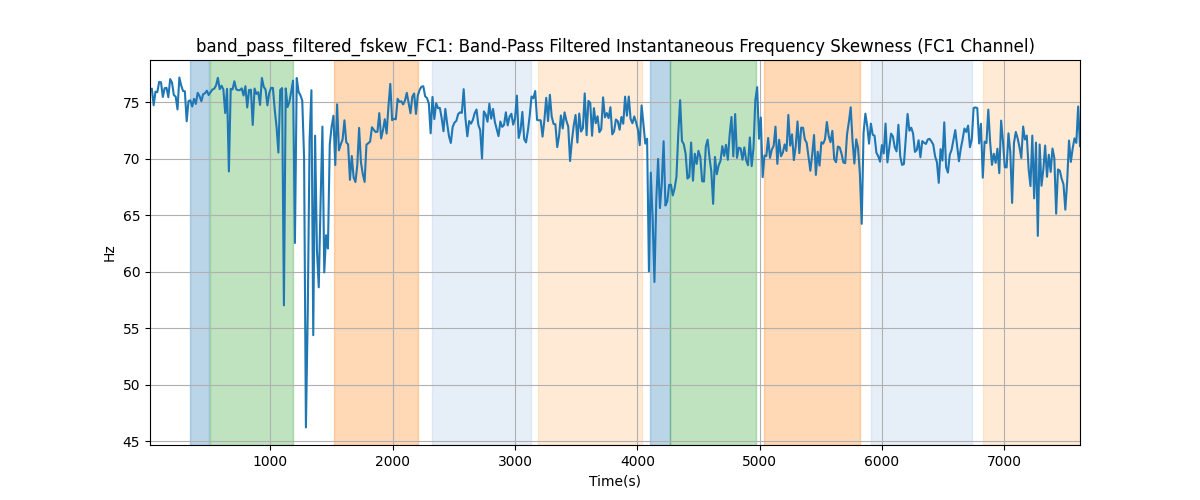 band_pass_filtered_fskew_FC1: Band-Pass Filtered Instantaneous Frequency Skewness (FC1 Channel)
75
70
65
60
55
50
45
Hz
1000 2000 3000 4000 5000 6000 7000
Time(s)